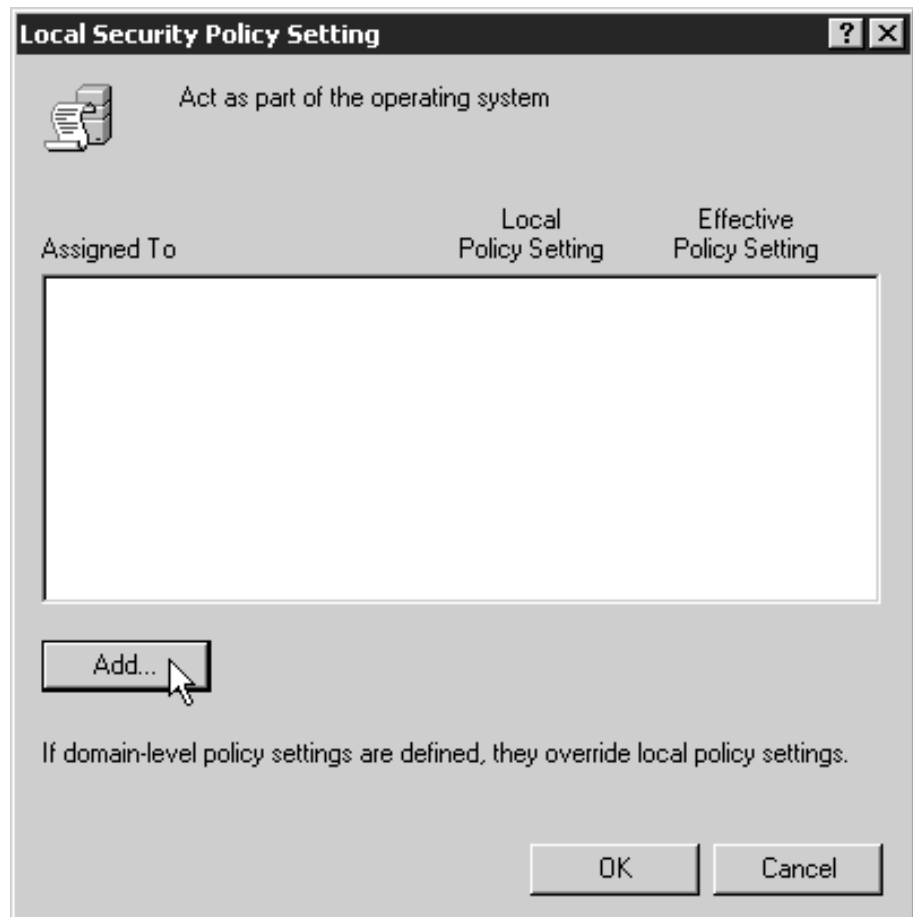 Local Security Policy Setting
?
Act as part of the operating system
Assigned To
Local
Policy Setting
Effective
Policy Setting
Add...
If domain-level policy settings are defined, they override local policy settings.
OK
Cancel